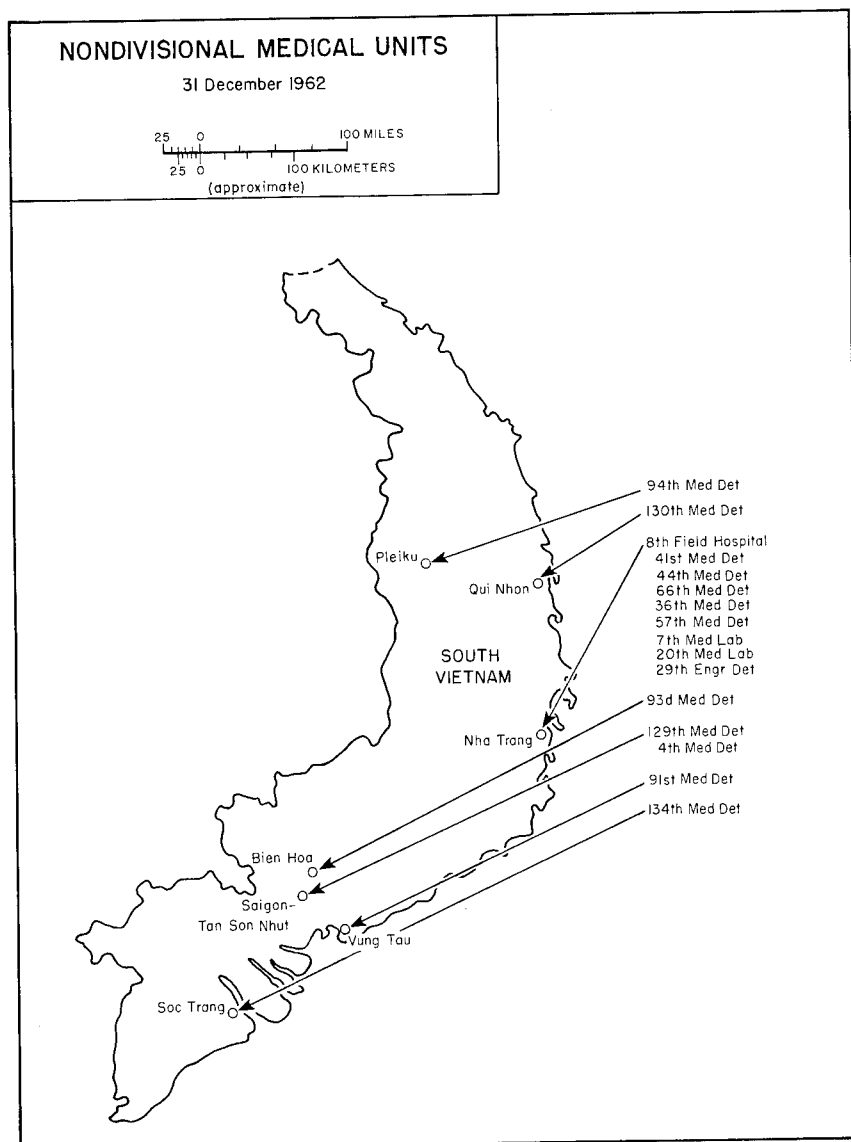 NONDIVISIONAL MEDICAL UNITS
31 December 1962
25 0 100 MILES
25 0 100 KILOMETERS
(approximate)
94th Med Det
130th Med Det
8th Field Hospital
41st Med Det
44th Med Det
66th Med Det
36th Med Det
57th Med Det
7th Med Lab
20th Med Lab
29th Engr Det
Pleiku
Qui Nhon
SOUTH
VIETNAM
93d Med Det
Nha Trang
129th Med Det
4th Med Det
91st Med Det
134th Med Det
Bien Hoa
Saigon-
Tan Son Nhut
Vung Tau
Soc Trang